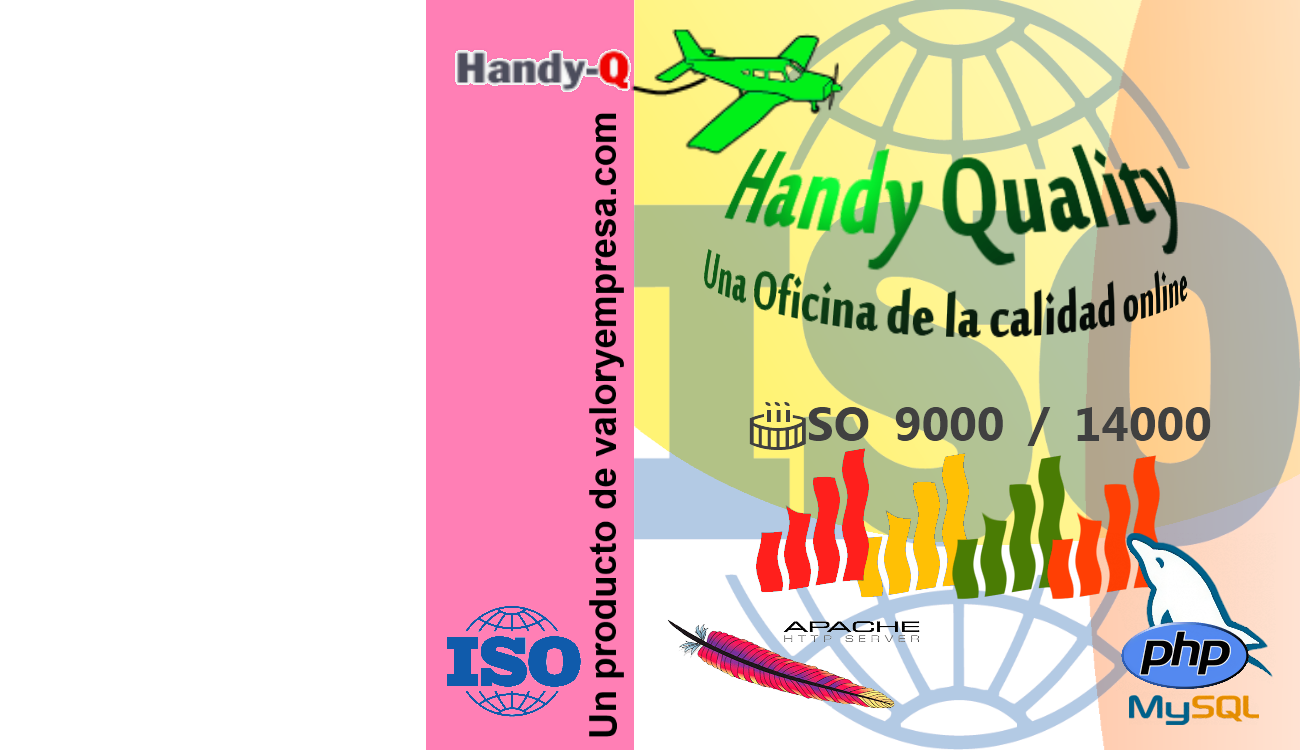 Handy-Q
Un producto de valoryempresa.com
ISO
Handy Quality
Una Oficina de la calidad online
ISO
SO 9000 / 14000
APACHE
HTTP SERVER
php
MySQL